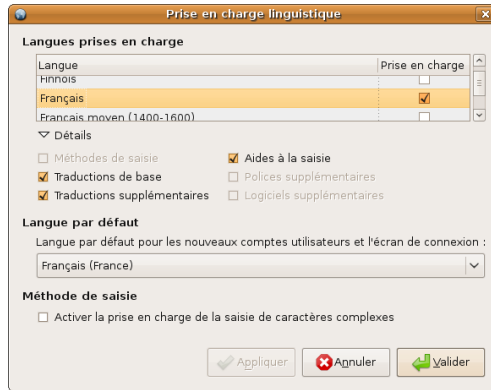 Prise en charge linguistique
Langues prises en charge
Langue Prise en charge
Finnois
Français
Français moyen (1400-1600)
Détails
Méthodes de saisie Aides à la saisie
Traductions de base Polices supplémentaires
Traductions supplémentaires Logiciels supplémentaires
Langue par défaut
Langue par défaut pour les nouveaux comptes utilisateurs et l'écran de connexion :
Français (France)
Méthode de saisie
Activer la prise en charge de la saisie de caractères complexes
Appliquer Annuler Valider